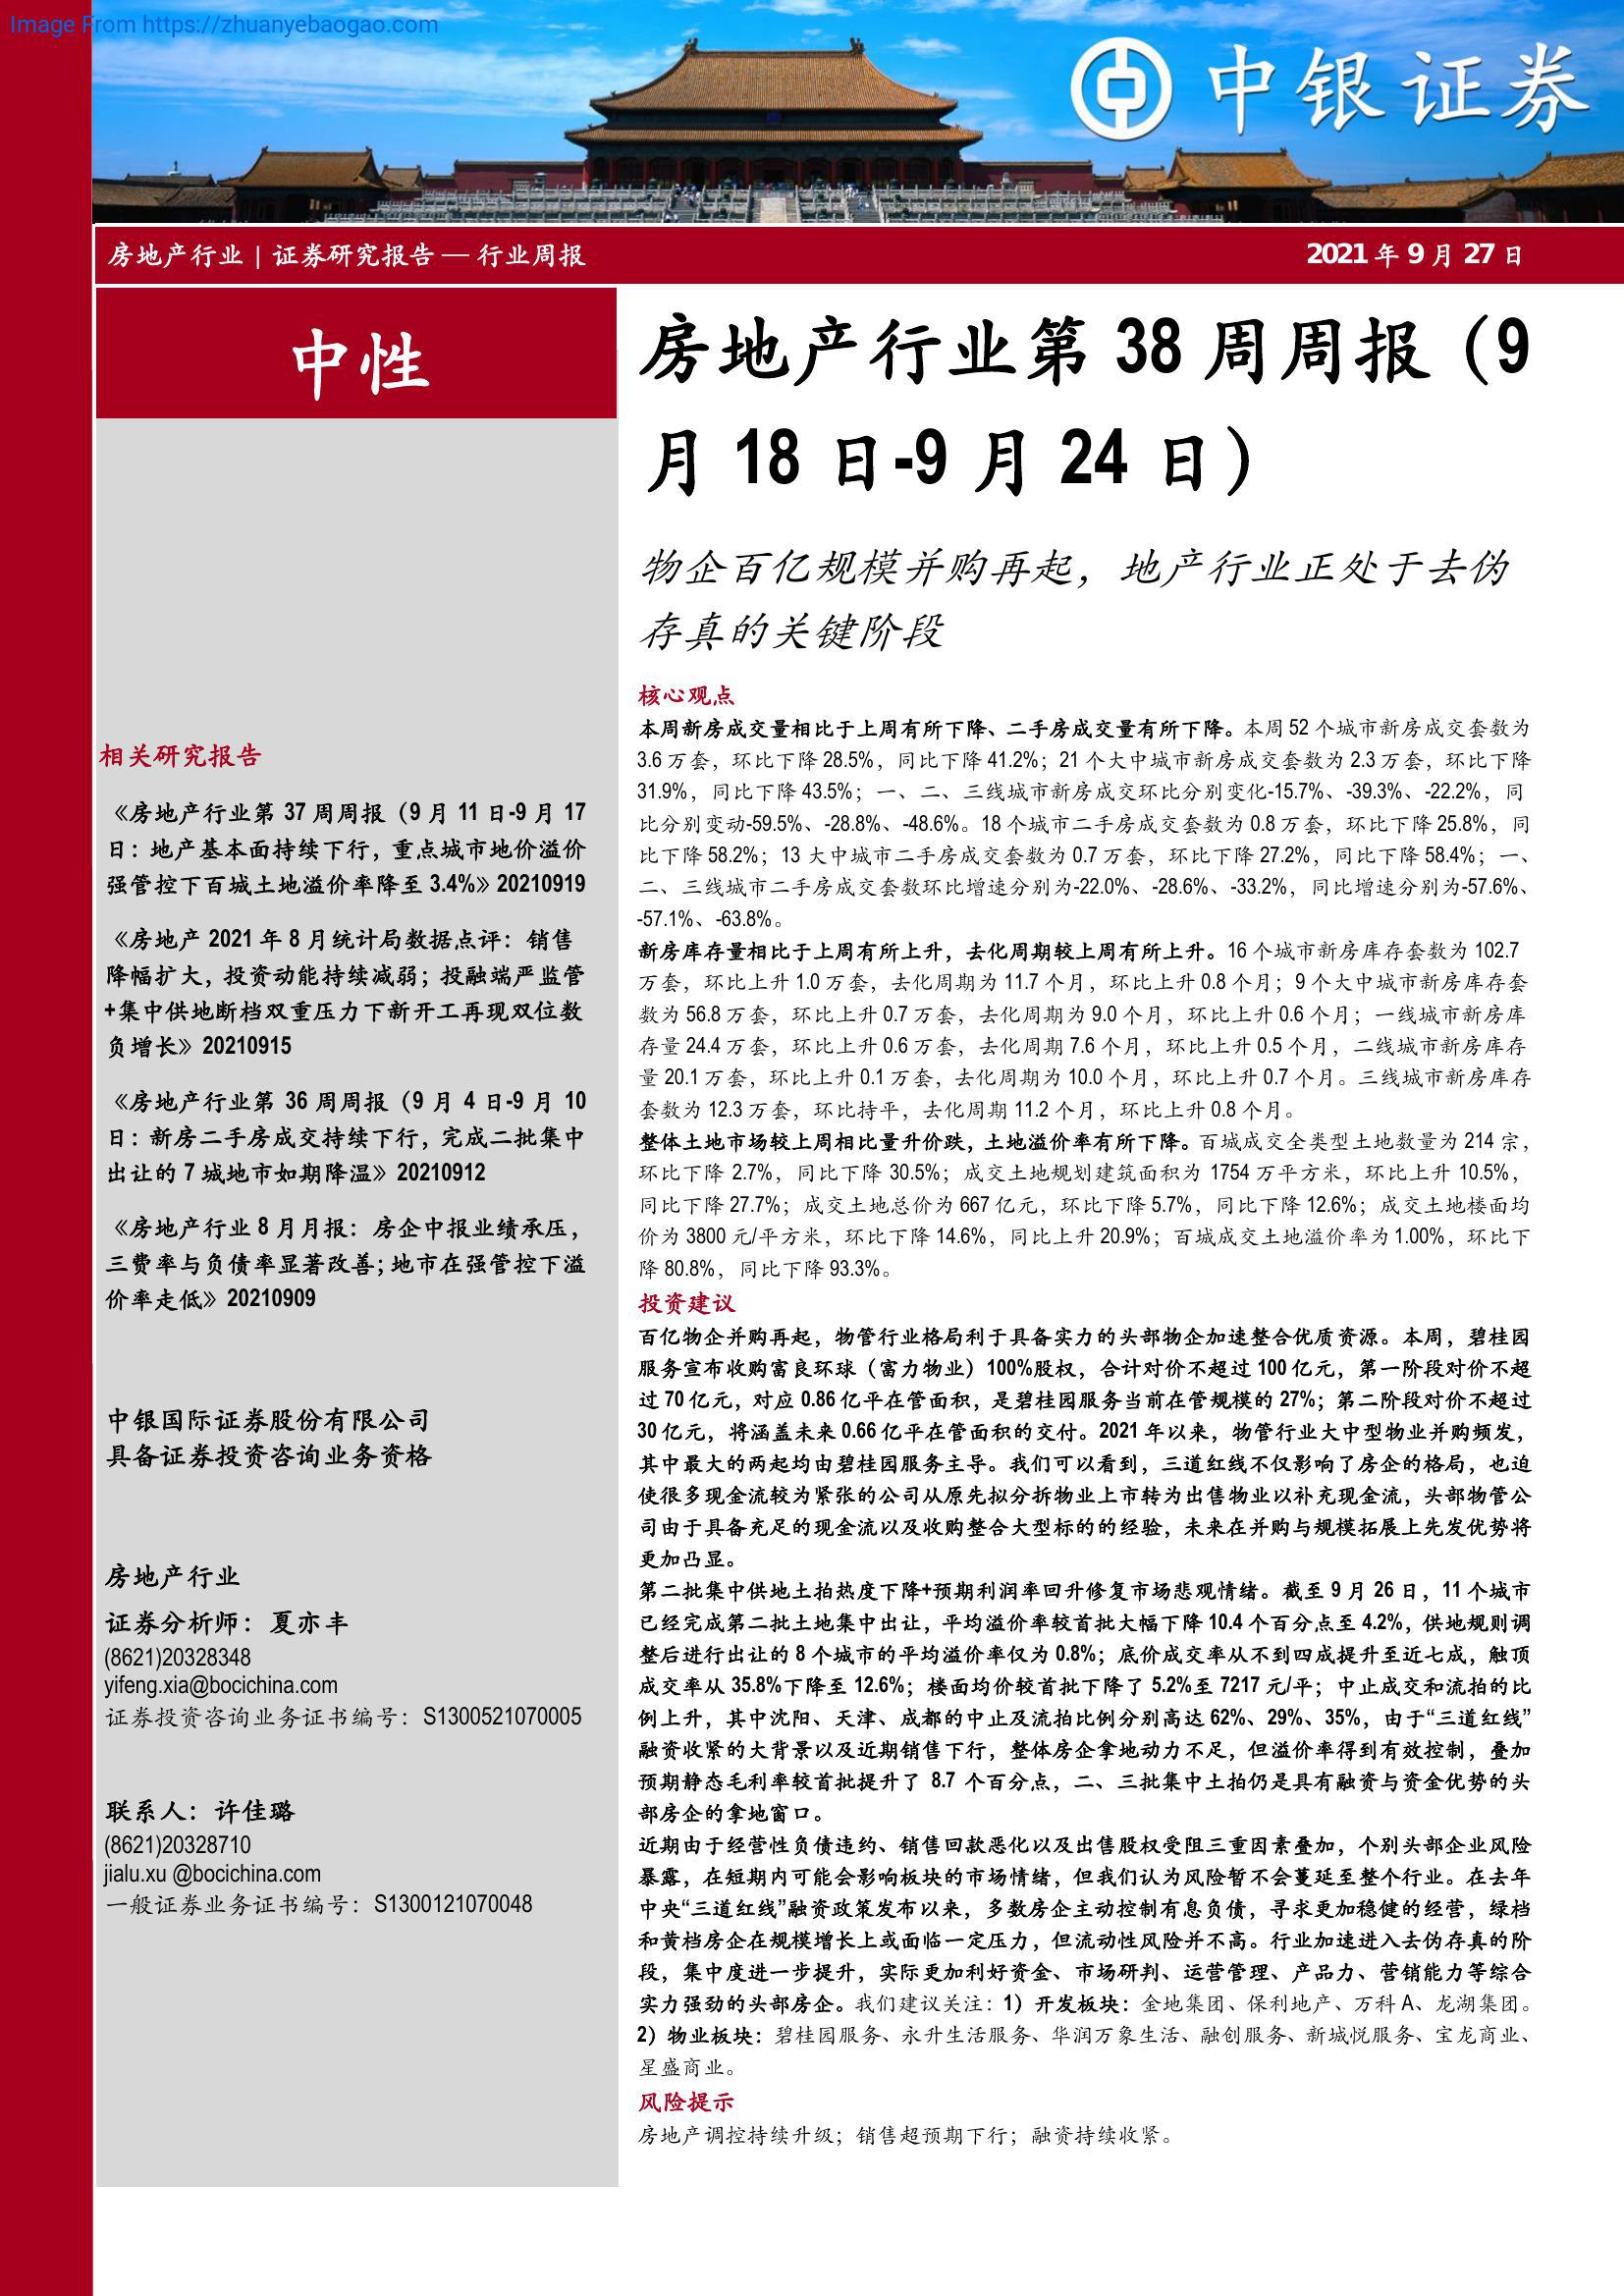 Image From https://zhuanyebaogao.com
中银证券
房地产行业 | 证券研究报告 — 行业周报
2021 年 9 月 27 日
中性
相关研究报告
《房地产行业第 37 周周报（9 月 11 日-9 月 17
日：地产基本面持续下行，重点城市地价溢价
强管控下百城土地溢价率降至 3.4%》20210919
《房地产 2021 年 8 月统计局数据点评：销售
降幅扩大，投资动能持续减弱；投融端严监管
+集中供地断档双重压力下新开工再现双位数
负增长》20210915
《房地产行业第 36 周周报（9 月 4 日-9 月 10
日：新房二手房成交持续下行，完成二批集中
出让的 7 城地市如期降温》20210912
《房地产行业 8 月月报：房企中报业绩承压，
三费率与负债率显著改善；地市在强管控下溢
价率走低》20210909
中银国际证券股份有限公司
具备证券投资咨询业务资格
房地产行业
证券分析师：夏亦丰
(8621)20328348
yifeng.xia@bocichina.com
证券投资咨询业务证书编号：S1300521070005
联系人：许佳璐
(8621)20328710
jialu.xu @bocichina.com
一般证券业务证书编号：S1300121070048
房地产行业第 38 周周报（9
月 18 日-9 月 24 日）
物企百亿规模并购再起，地产行业正处于去伪
存真的关键阶段
核心观点
本周新房成交量相比于上周有所下降、二手房成交量有所下降。本周 52 个城市新房成交套数为
3.6 万套，环比下降 28.5%，同比下降 41.2%；21 个大中城市新房成交套数为 2.3 万套，环比下降
31.9%，同比下降 43.5%；一、二、三线城市新房成交环比分别变化-15.7%、-39.3%、-22.2%，同
比分别变动-59.5%、-28.8%、-48.6%。18 个城市二手房成交套数为 0.8 万套，环比下降 25.8%，同
比下降 58.2%；13 大中城市二手房成交套数为 0.7 万套，环比下降 27.2%，同比下降 58.4%；一、
二、三线城市二手房成交套数环比增速分别为-22.0%、-28.6%、-33.2%，同比增速分别为-57.6%、
-57.1%、-63.8%。
新房库存量相比于上周有所上升，去化周期较上周有所上升。16 个城市新房库存套数为 102.7
万套，环比上升 1.0 万套，去化周期为 11.7 个月，环比上升 0.8 个月；9 个大中城市新房库存套
数为 56.8 万套，环比上升 0.7 万套，去化周期为 9.0 个月，环比上升 0.6 个月；一线城市新房库
存量 24.4 万套，环比上升 0.6 万套，去化周期 7.6 个月，环比上升 0.5 个月，二线城市新房库存
量 20.1 万套，环比上升 0.1 万套，去化周期为 10.0 个月，环比上升 0.7 个月。三线城市新房库存
套数为 12.3 万套，环比持平，去化周期 11.2 个月，环比上升 0.8 个月。
整体土地市场较上周相比量升价跌，土地溢价率有所下降。百城成交全类型土地数量为 214 宗，
环比下降 2.7%，同比下降 30.5%；成交土地规划建筑面积为 1754 万平方米，环比上升 10.5%，
同比下降 27.7%；成交土地总价为 667 亿元，环比下降 5.7%，同比下降 12.6%；成交土地楼面均
价为 3800 元/平方米，环比下降 14.6%，同比上升 20.9%；百城成交土地溢价率为 1.00%，环比下
降 80.8%，同比下降 93.3%。
投资建议
百亿物企并购再起，物管行业格局利于具备实力的头部物企加速整合优质资源。本周，碧桂园
服务宣布收购富良环球（富力物业）100%股权，合计对价不超过 100 亿元，第一阶段对价不超
过 70 亿元，对应 0.86 亿平在管面积，是碧桂园服务当前在管规模的 27%；第二阶段对价不超过
30 亿元，将涵盖未来 0.66 亿平在管面积的交付。2021 年以来，物管行业大中型物业并购频发，
其中最大的两起均由碧桂园服务主导。我们可以看到，三道红线不仅影响了房企的格局，也迫
使很多现金流较为紧张的公司从原先拟分拆物业上市转为出售物业以补充现金流，头部物管公
司由于具备充足的现金流以及收购整合大型标的的经验，未来在并购与规模拓展上先发优势将
更加凸显。
第二批集中供地土拍热度下降+预期利润率回升修复市场悲观情绪。截至 9 月 26 日，11 个城市
已经完成第二批土地集中出让，平均溢价率较首批大幅下降 10.4 个百分点至 4.2%，供地规则调
整后进行出让的 8 个城市的平均溢价率仅为 0.8%；底价成交率从不到四成提升至近七成，触顶
成交率从 35.8%下降至 12.6%；楼面均价较首批下降了 5.2%至 7217 元/平；中止成交和流拍的比
例上升，其中沈阳、天津、成都的中止及流拍比例分别高达 62%、29%、35%，由于“三道红线”
融资收紧的大背景以及近期销售下行，整体房企拿地动力不足，但溢价率得到有效控制，叠加
预期静态毛利率较首批提升了 8.7 个百分点，二、三批集中土拍仍是具有融资与资金优势的头
部房企的拿地窗口。
近期由于经营性负债违约、销售回款恶化以及出售股权受阻三重因素叠加，个别头部企业风险
暴露，在短期内可能会影响板块的市场情绪，但我们认为风险暂不会蔓延至整个行业。在去年
中央“三道红线”融资政策发布以来，多数房企主动控制有息负债，寻求更加稳健的经营，绿档
和黄档房企在规模增长上或面临一定压力，但流动性风险并不高。行业加速进入去伪存真的阶
段，集中度进一步提升，实际更加利好资金、市场研判、运营管理、产品力、营销能力等综合
实力强劲的头部房企。我们建议关注：1）开发板块：金地集团、保利地产、万科 A、龙湖集团。
2）物业板块：碧桂园服务、永升生活服务、华润万象生活、融创服务、新城悦服务、宝龙商业、
星盛商业。
风险提示
房地产调控持续升级；销售超预期下行；融资持续收紧。